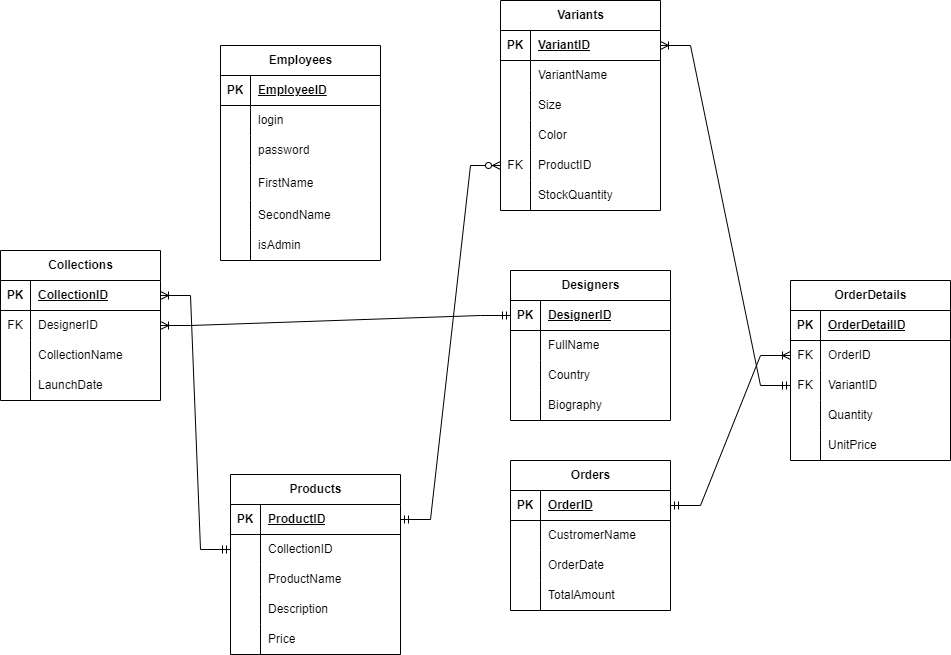 Employees
PK EmployeeID
login
password
FirstName
SecondName
isAdmin
Variants
PK VariantID
VariantName
Size
Color
FK ProductID
StockQuantity
Collections
PK CollectionID
FK DesignerID
CollectionName
LaunchDate
Designers
PK DesignerID
FullName
Country
Biography
OrderDetails
PK OrderDetailID
FK OrderID
FK VariantID
Quantity
UnitPrice
Products
PK ProductID
CollectionID
ProductName
Description
Price
Orders
PK OrderID
CustromerName
OrderDate
TotalAmount